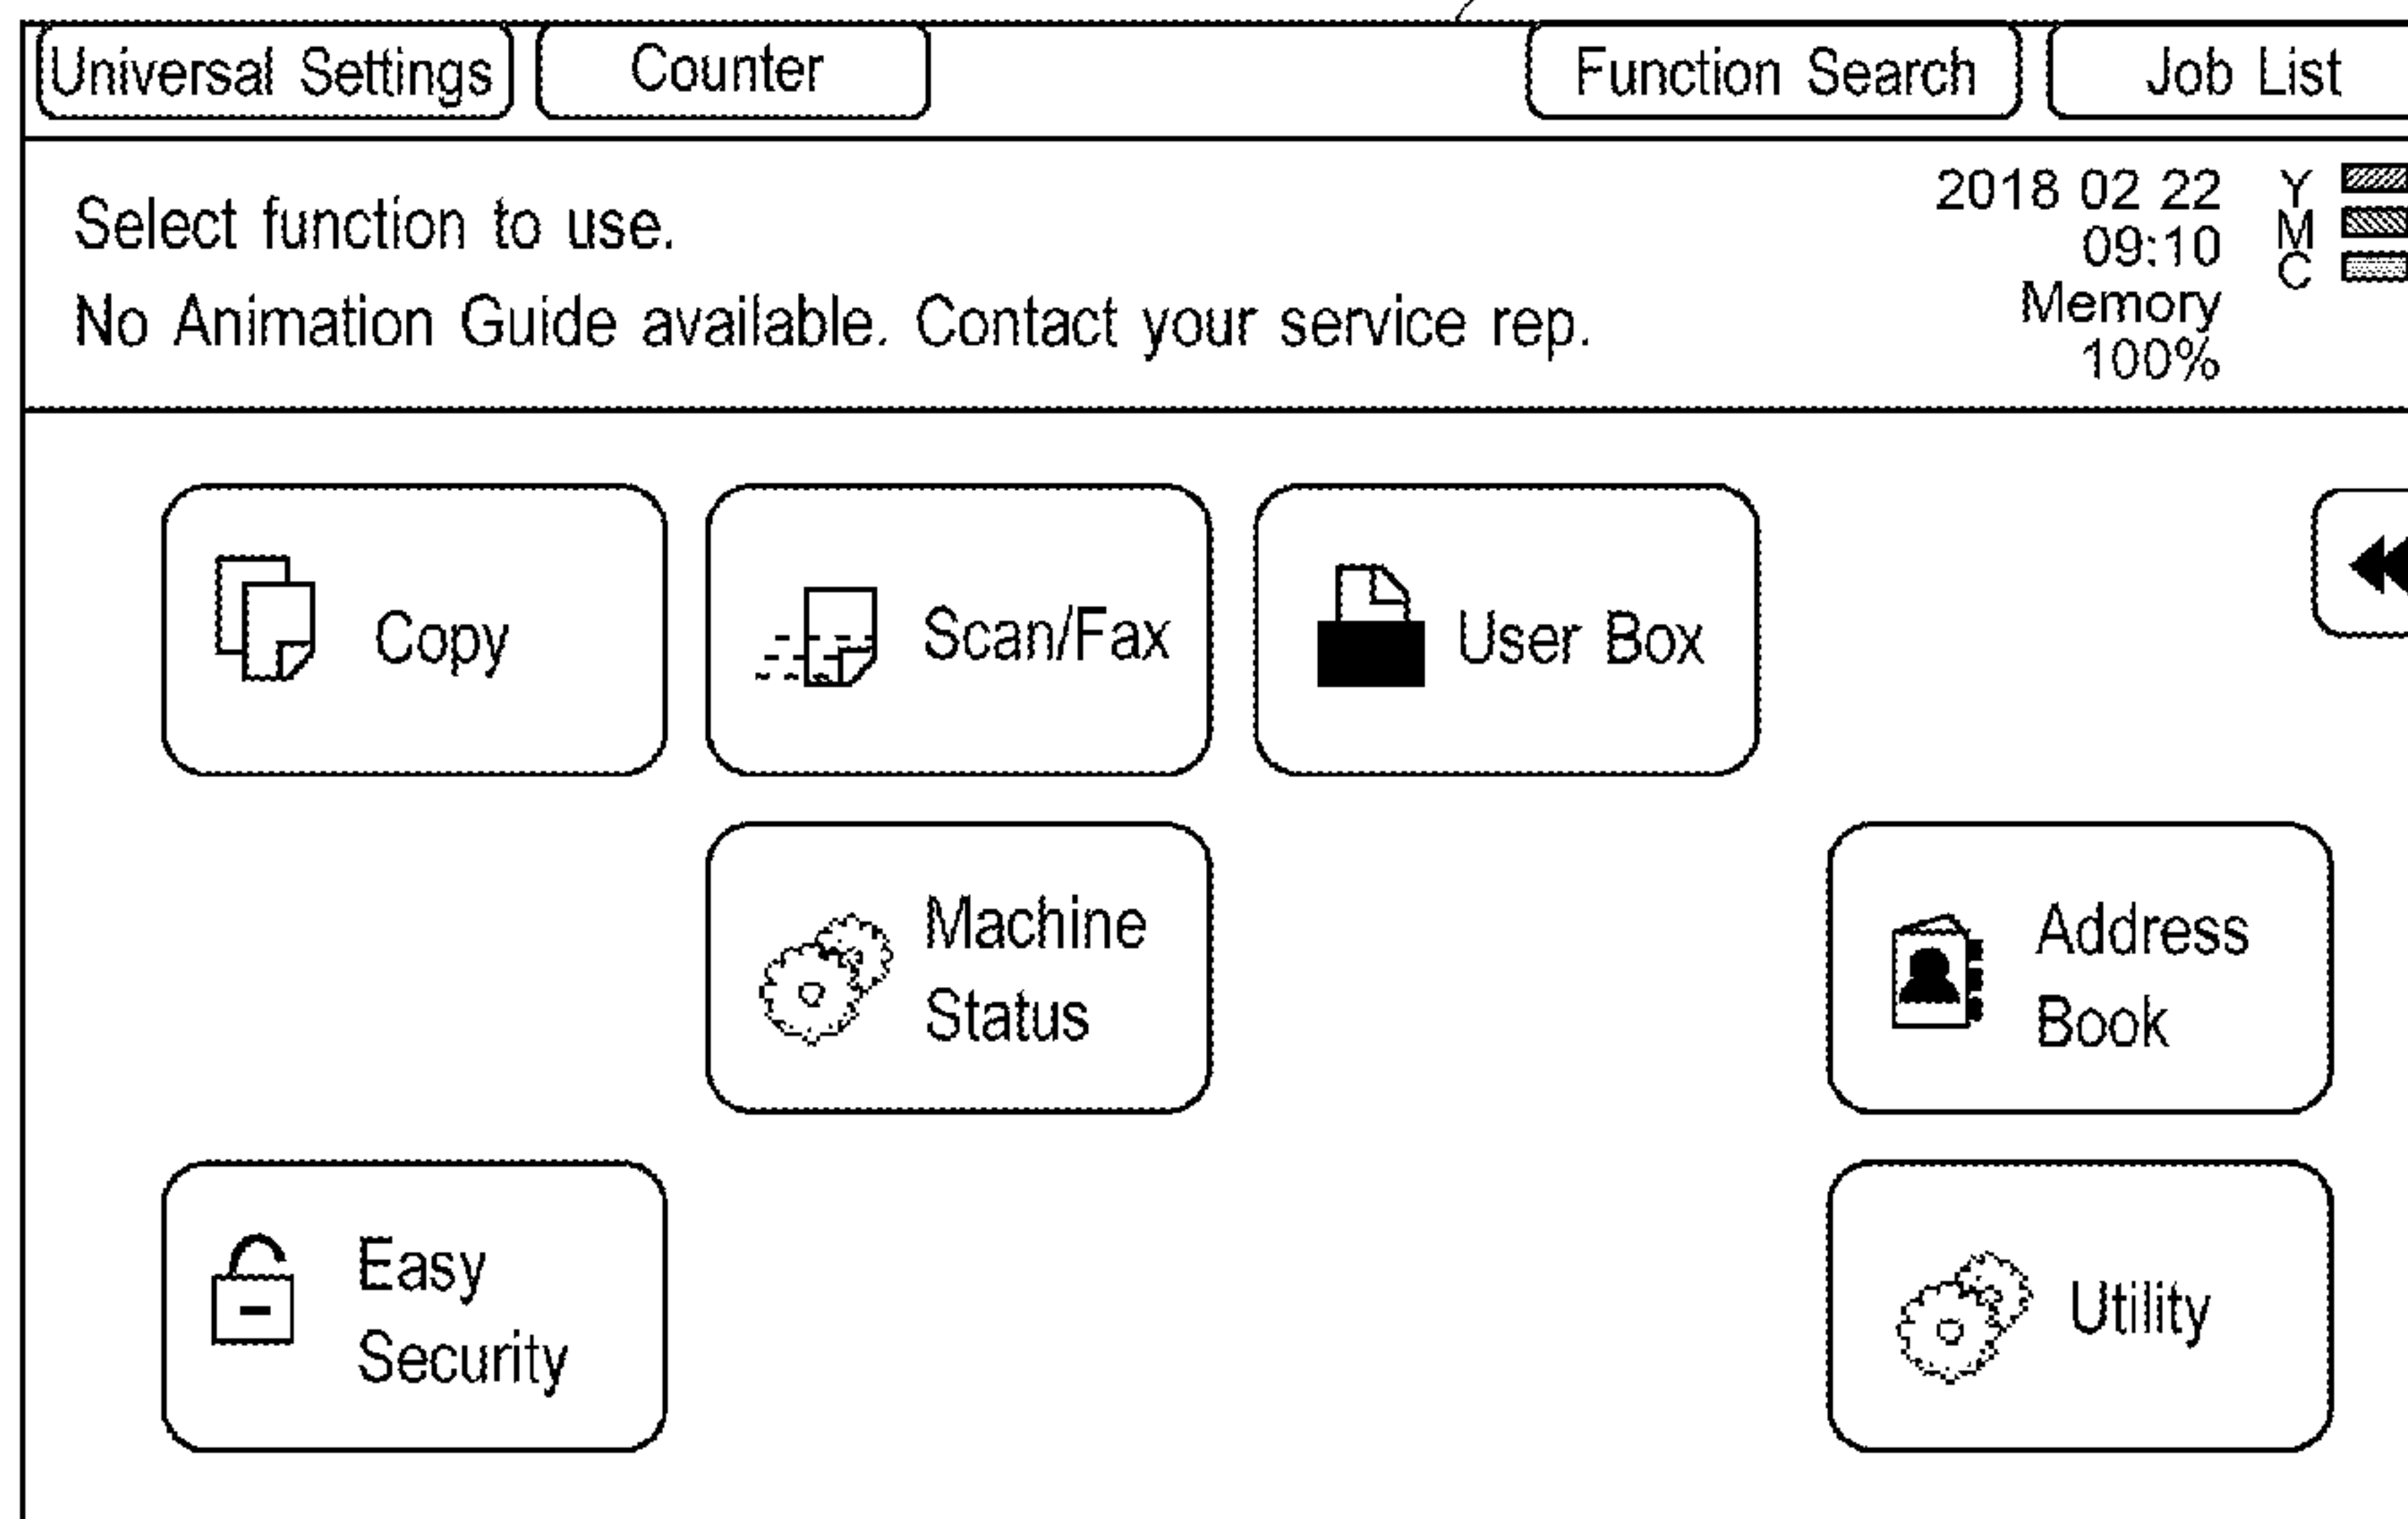 Universal Settings
Counter
Function Search
Job List
Select function to use.
No Animation Guide available. Contact your service rep.
2018 02 22
09:10
Memory
100%
Y
M
C
Copy
Scan/Fax
User Box
Machine
Status
Address
Book
Easy
Security
Utility